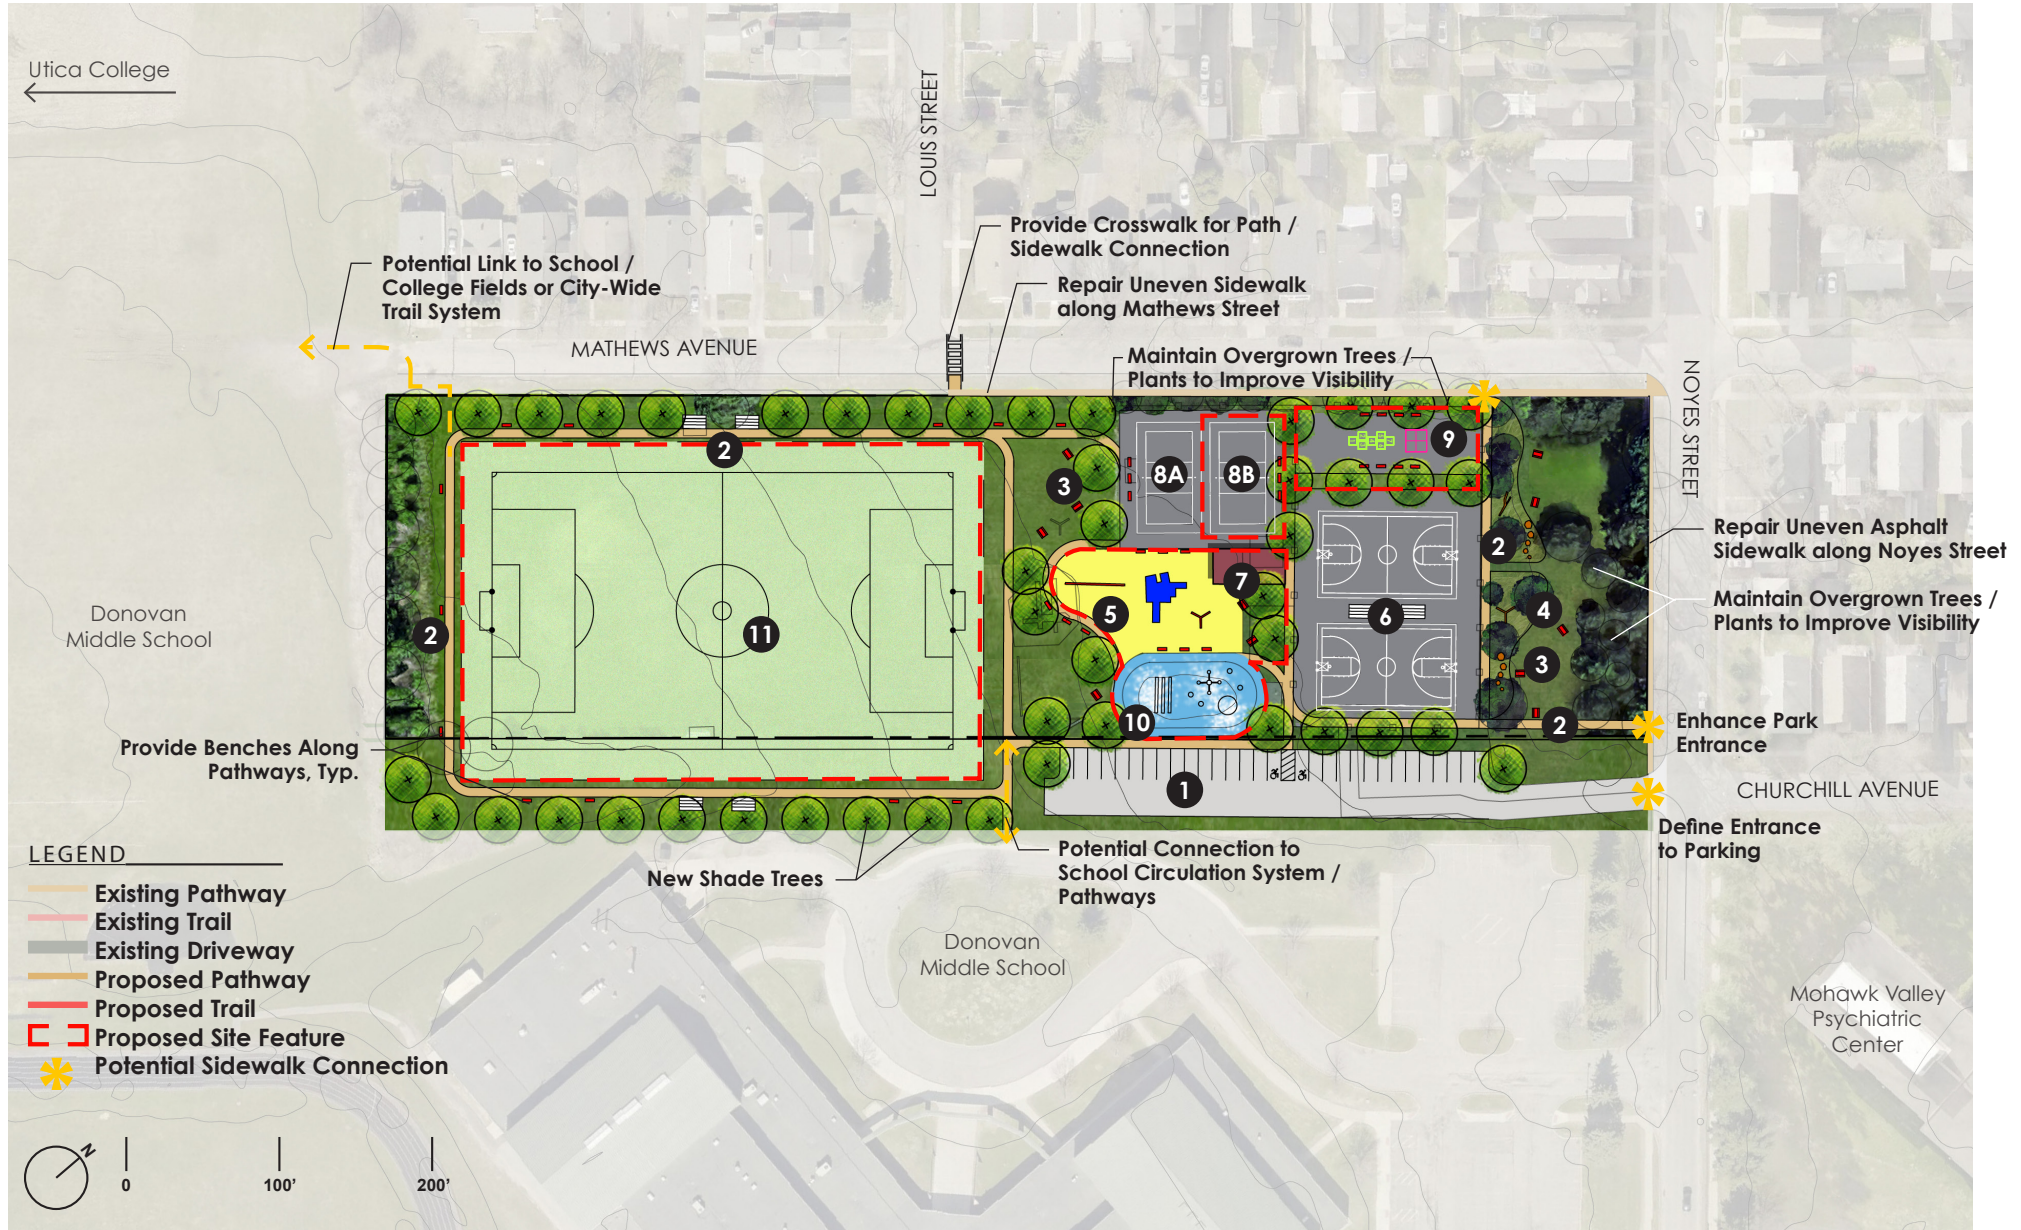 Utica College
LOUIS STREET
Provide Crosswalk for Path /
Sidewalk Connection
Potential Link to School /
College Fields or City-Wide
Trail System
Repair Uneven Sidewalk
along Mathews Street
MATHEWS AVENUE
Maintain Overgrown Trees /
Plants to Improve Visibility
NOYES STREET
2
3
8A
8B
9
Repair Uneven Asphalt
Sidewalk along Noyes Street
2
7
5
6
4
Maintain Overgrown Trees /
Plants to Improve Visibility
Donovan
Middle School
2
11
3
10
2
Enhance Park
Entrance
Provide Benches Along
Pathways, Typ.
1
CHURCHILL AVENUE
Define Entrance
to Parking
New Shade Trees
Potential Connection to
School Circulation System /
Pathways
LEGEND
Existing Pathway
Existing Trail
Existing Driveway
Proposed Pathway
Proposed Trail
Proposed Site Feature
Potential Sidewalk Connection
Donovan
Middle School
Mohawk Valley
Psychiatric
Center
N
0
100'
200'